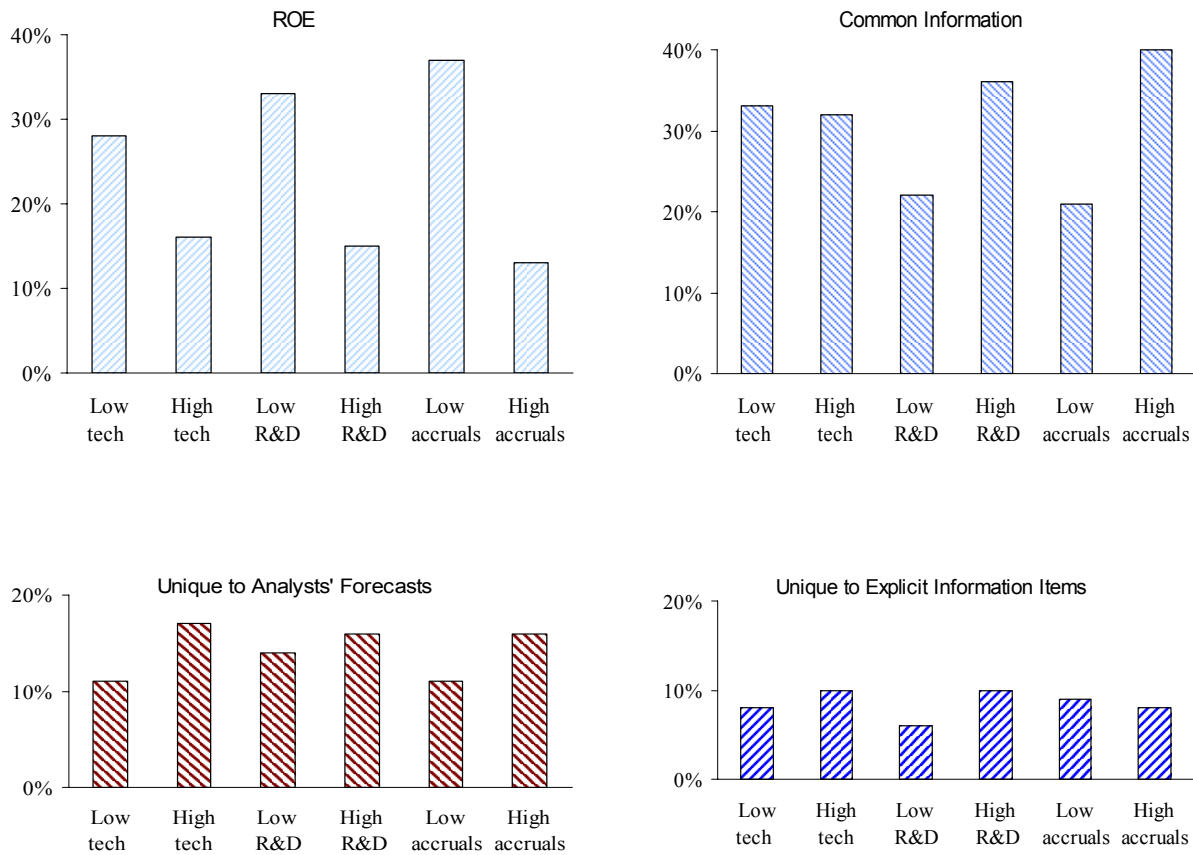 ROE
40%
30%
20%
10%
0%
Low High Low High Low High
tech tech R&D R&D accruals accruals
Common Information
40%
30%
20%
10%
0%
Low High Low High Low High
tech tech R&D R&D accruals accruals
Unique to Analysts' Forecasts
20%
10%
0%
Low High Low High Low High
tech tech R&D R&D accruals accruals
Unique to Explicit Information Items
20%
10%
0%
Low High Low High Low High
tech tech R&D R&D accruals accruals